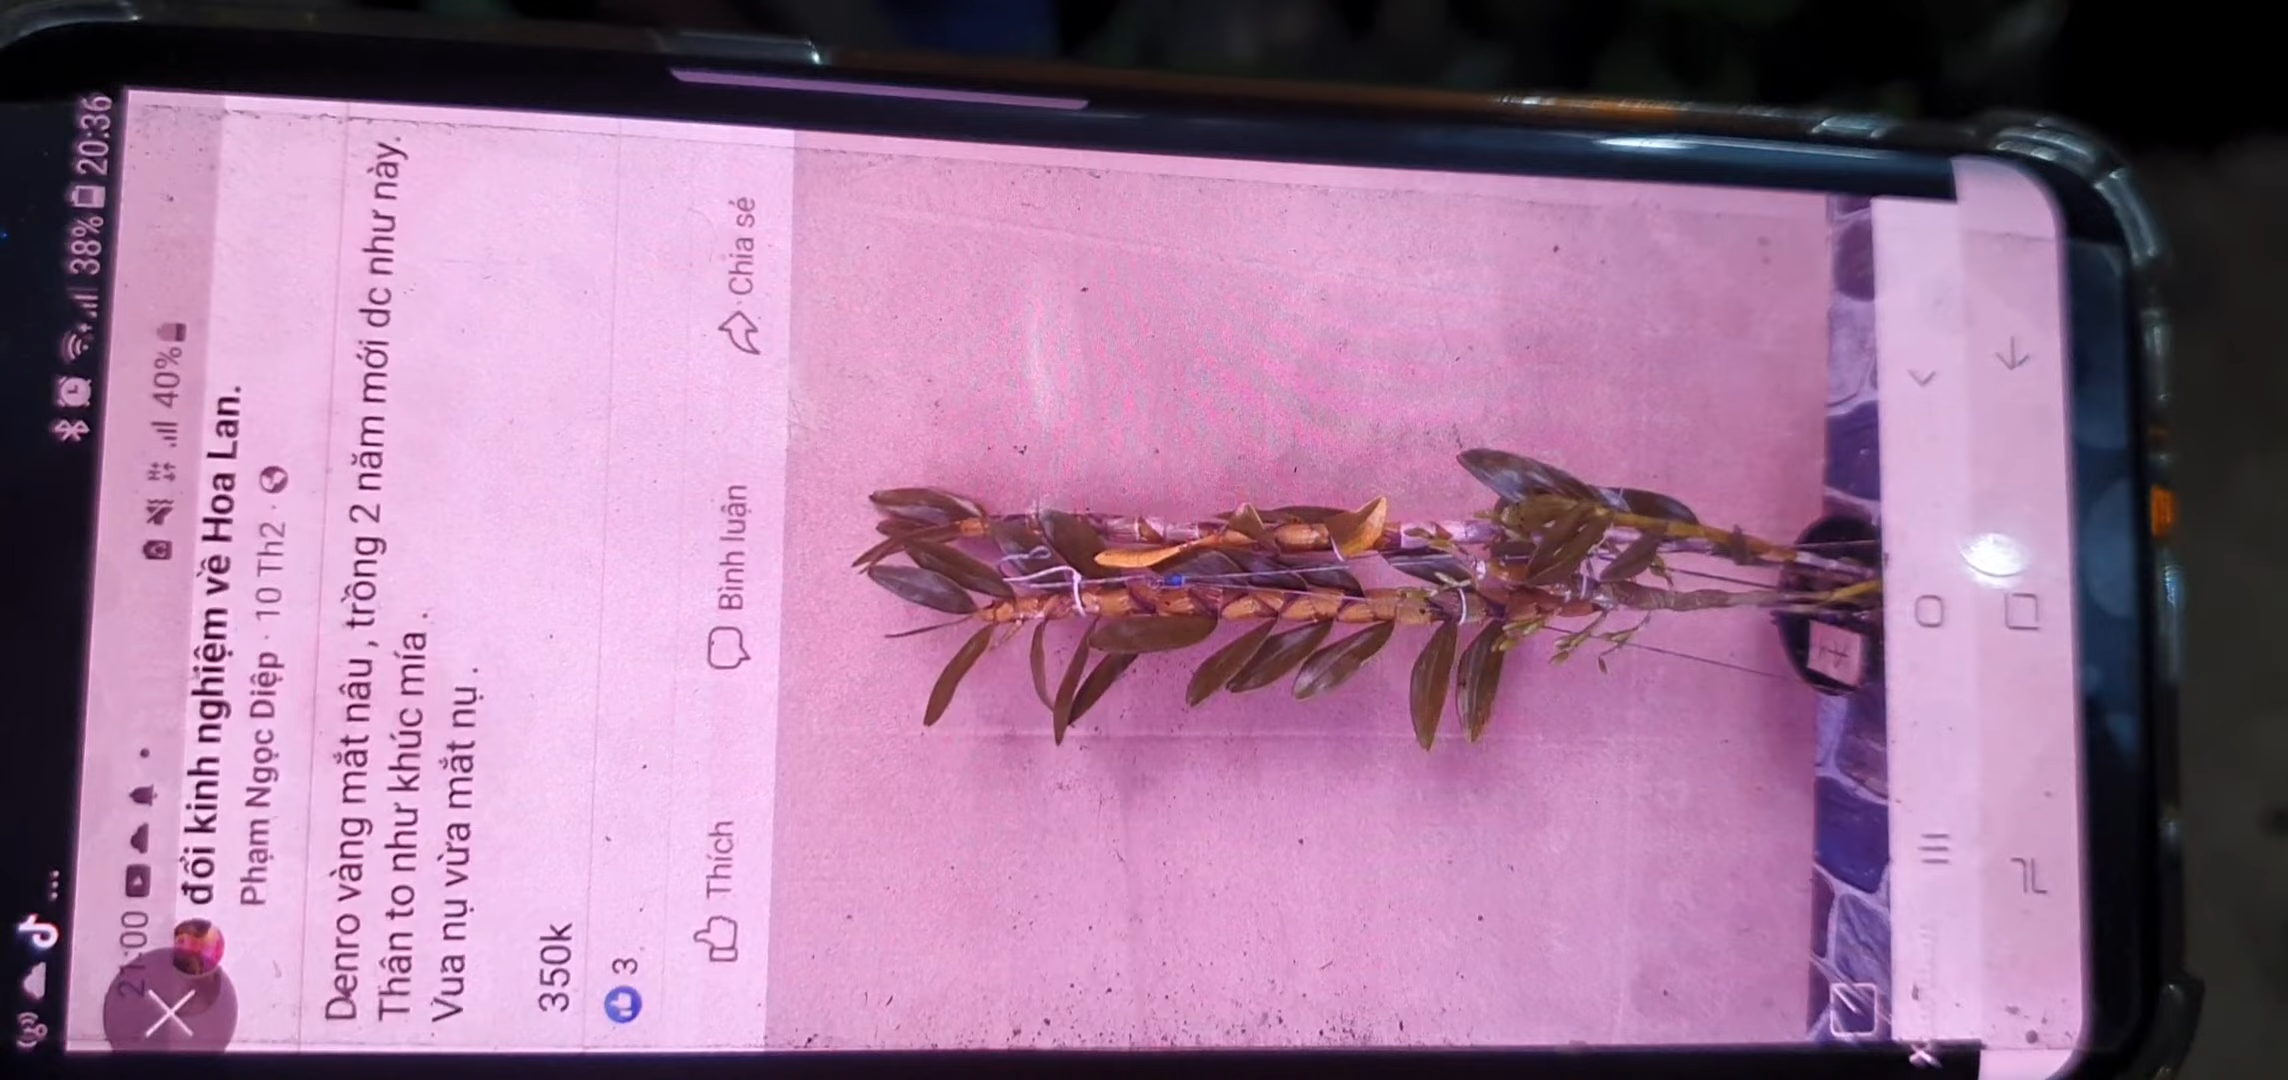 38% 20:36
21:00
40%
đổi kinh nghiệm về Hoa Lan.
Phạm Ngọc Diệp · 10 Th2 ·
Denro vàng mắt nâu , trồng 2 năm mới dc như này.
Thân to như khúc mía .
Vua nụ vừa mắt nụ .
350k
3
Thích
Bình luận
Chia sẻ